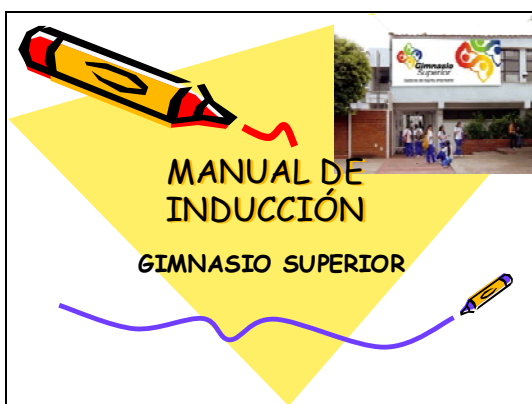 Gimnasio
Superior
MANUAL DE
INDUCCIÓN
GIMNASIO SUPERIOR